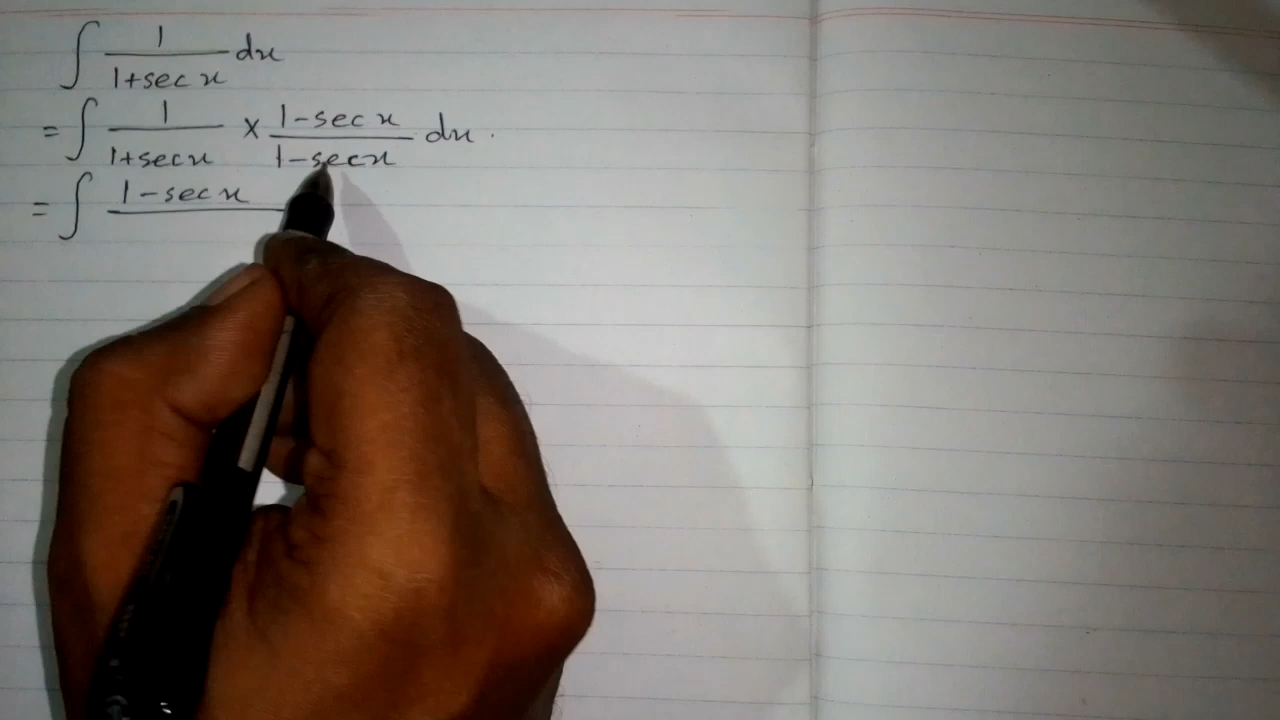 ∫ 1/(1+sec x) dx
= ∫ 1/(1+sec x) × (1-sec x)/(1-sec x) dx.
= ∫ 1-sec x